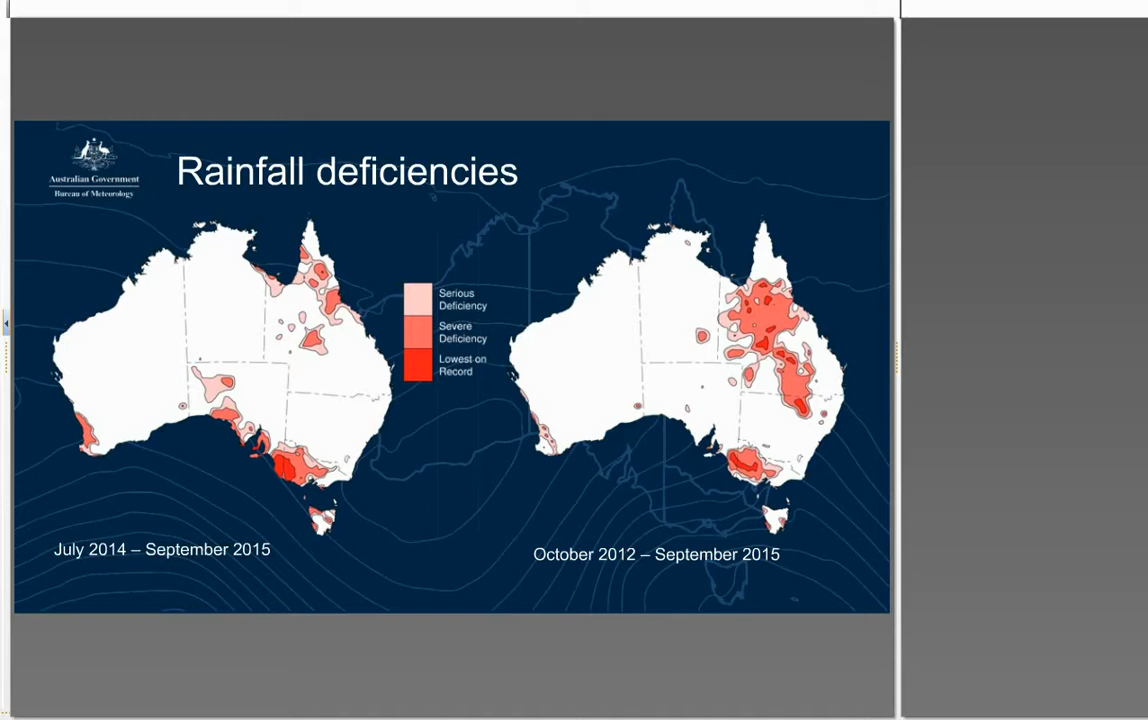 Australian Government
Bureau of Meteorology
Rainfall deficiencies
Serious
Deficiency
Severe
Deficiency
Lowest on
Record
July 2014 – September 2015
October 2012 – September 2015